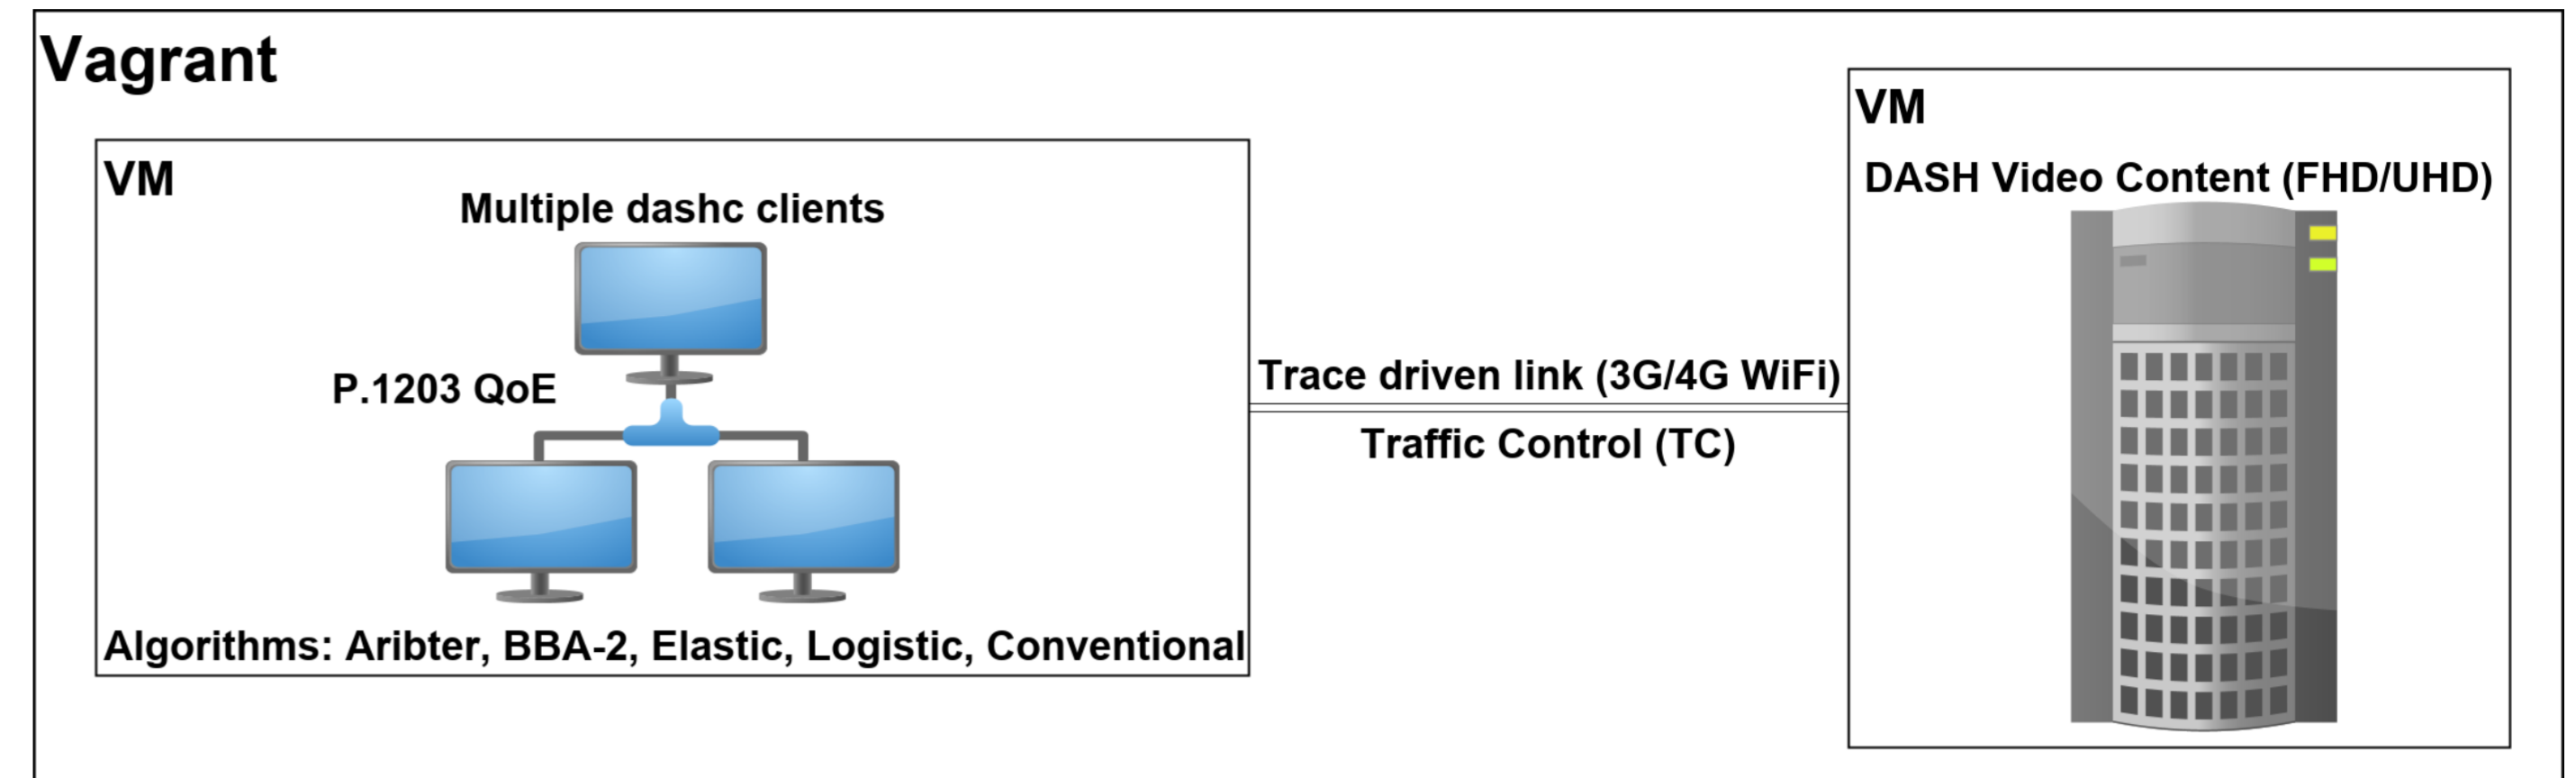 Vagrant
VM
Multiple dashc clients
P.1203 QoE
Algorithms: Aribter, BBA-2, Elastic, Logistic, Conventional
Trace driven link (3G/4G WiFi)
Traffic Control (TC)
VM
DASH Video Content (FHD/UHD)